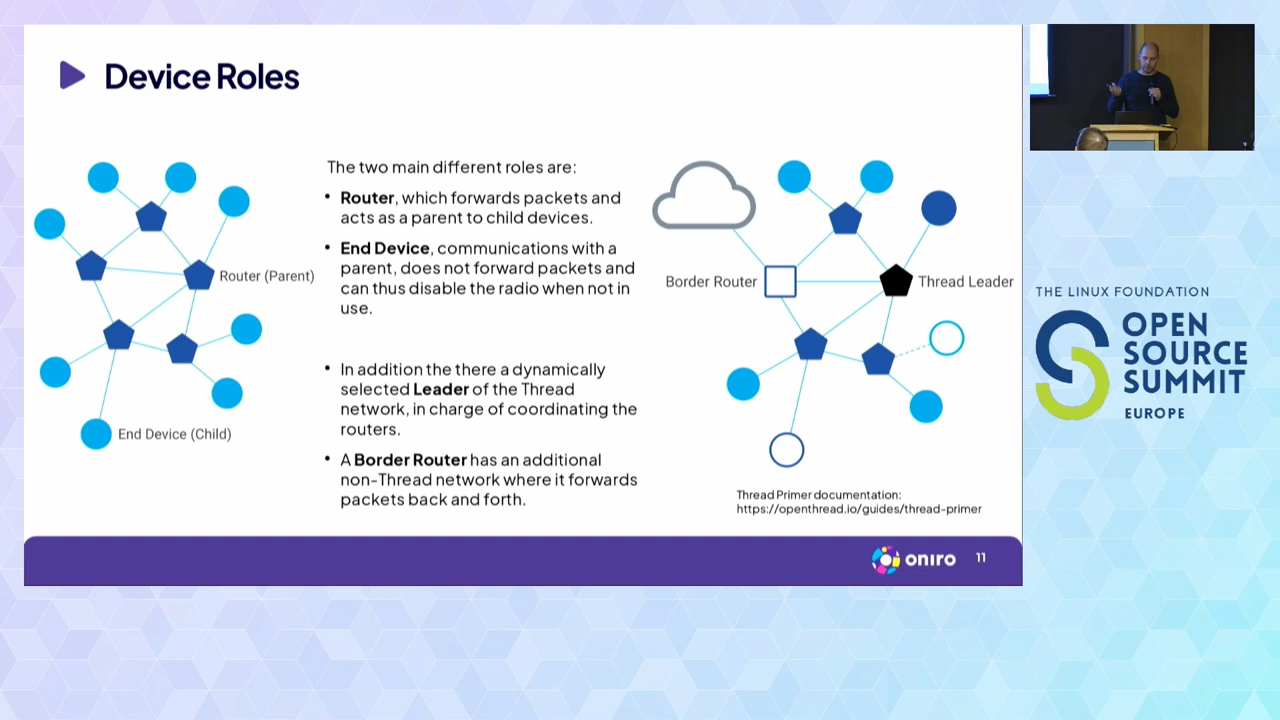 Device Roles
The two main different roles are:
• Router, which forwards packets and
acts as a parent to child devices.
• End Device, communications with a
parent, does not forward packets and
can thus disable the radio when not in
use.
• In addition the there a dynamically
selected Leader of the Thread
network, in charge of coordinating the
routers.
• A Border Router has an additional
non-Thread network where it forwards
packets back and forth.
Router (Parent)
End Device (Child)
Border Router
Thread Leader
Thread Primer documentation:
https://openthread.io/guides/thread-primer
oniro
11
THE LINUX FOUNDATION
OPEN
SOURCE
SUMMIT
EUROPE